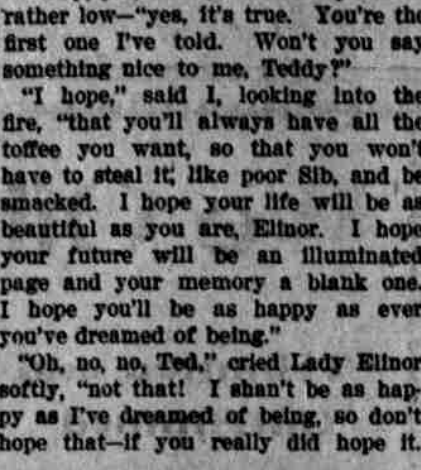 rather low—"yes, it's true. You're the
first one I've told. Won't you say
something nice to me, Teddy?"
"I hope," said I, looking into the
fire, "that you'll always have all the
toffee you want, so that you won't
have to steal it, like poor Sib, and be
smacked. I hope your life will be as
beautiful as you are, Elinor. I hope
your future will be an illuminated
page and your memory a blank one.
I hope you'll be as happy as ever
you've dreamed of being."
"Oh, no, no, Ted," cried Lady Elinor
softly, "not that! I shan't be as hap-
py as I've dreamed of being, so don't
hope that—if you really did hope it.